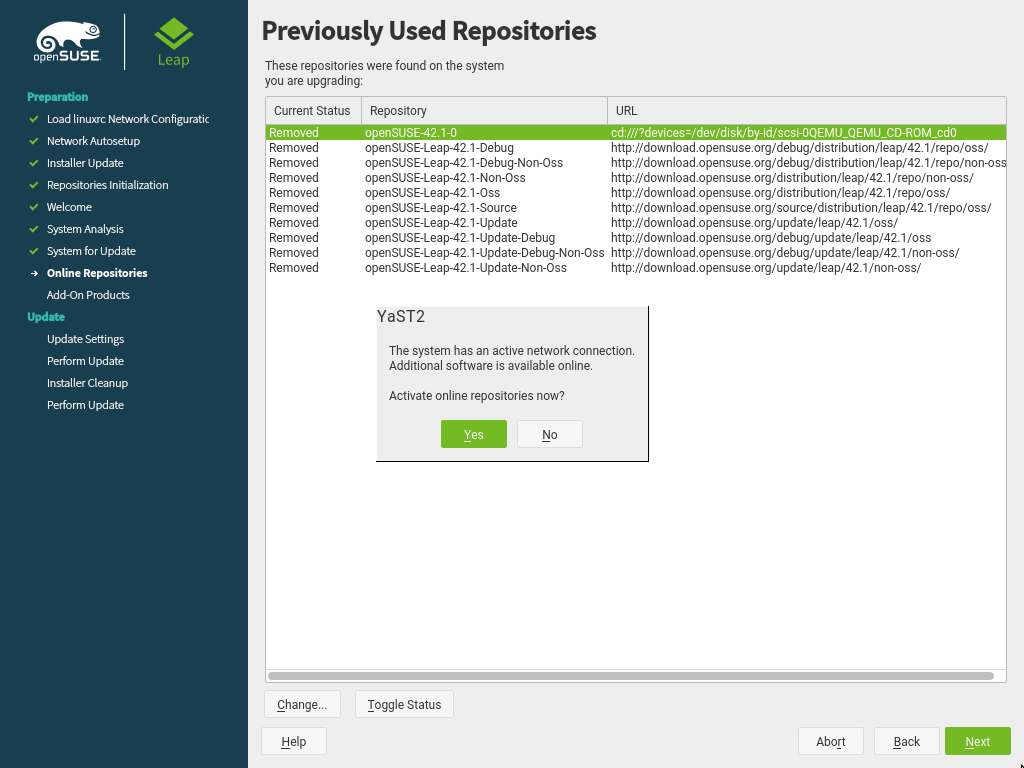 openSUSE
Leap
Preparation
Load linuxrc Network Configuratic
Network Autosetup
Installer Update
Repositories Initialization
Welcome
System Analysis
System for Update
Online Repositories
Add-On Products
Update
Update Settings
Perform Update
Installer Cleanup
Perform Update
Previously Used Repositories
These repositories were found on the system
you are upgrading:
Current Status Repository URL
Removed openSUSE-42.1-0 cd:///?devices=/dev/disk/by-id/scsi-0QEMU_QEMU_CD-ROM_cd0
Removed openSUSE-Leap-42.1-Debug http://download.opensuse.org/debug/distribution/leap/42.1/repo/oss/
Removed openSUSE-Leap-42.1-Debug-Non-Oss http://download.opensuse.org/debug/distribution/leap/42.1/repo/non-oss
Removed openSUSE-Leap-42.1-Non-Oss http://download.opensuse.org/distribution/leap/42.1/repo/non-oss/
Removed openSUSE-Leap-42.1-Oss http://download.opensuse.org/distribution/leap/42.1/repo/oss/
Removed openSUSE-Leap-42.1-Source http://download.opensuse.org/source/distribution/leap/42.1/repo/oss/
Removed openSUSE-Leap-42.1-Update http://download.opensuse.org/update/leap/42.1/oss/
Removed openSUSE-Leap-42.1-Update-Debug http://download.opensuse.org/debug/update/leap/42.1/oss
Removed openSUSE-Leap-42.1-Update-Debug-Non-Oss http://download.opensuse.org/debug/update/leap/42.1/non-oss/
Removed openSUSE-Leap-42.1-Update-Non-Oss http://download.opensuse.org/update/leap/42.1/non-oss/
YaST2
The system has an active network connection.
Additional software is available online.
Activate online repositories now?
Yes No
Change... Toggle Status
Help Abort Back Next